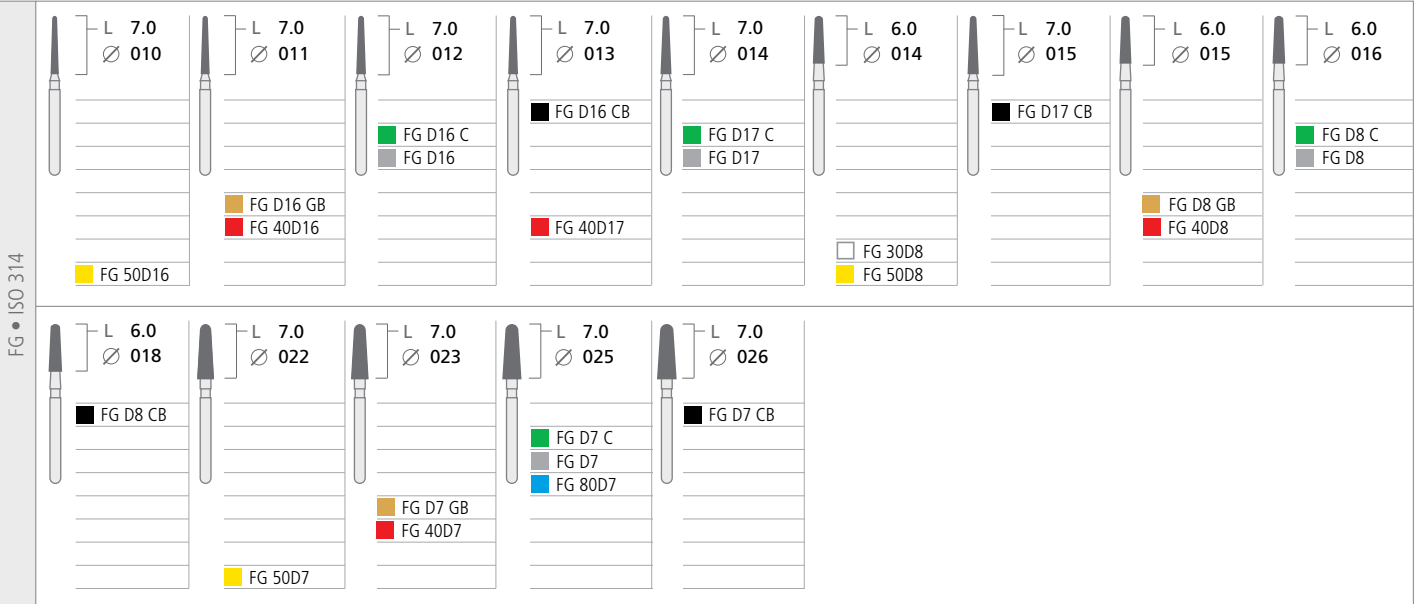 FG • ISO 314
L 7.0
∅ 010
FG 50D16
L 7.0
∅ 011
FG D16 GB
FG 40D16
L 7.0
∅ 012
FG D16 C
FG D16
L 7.0
∅ 013
FG D16 CB
FG 40D17
L 7.0
∅ 014
FG D17 C
FG D17
L 6.0
∅ 014
FG 30D8
FG 50D8
L 7.0
∅ 015
FG D17 CB
L 6.0
∅ 015
FG D8 GB
FG 40D8
L 6.0
∅ 016
FG D8 C
FG D8
L 6.0
∅ 018
FG D8 CB
L 7.0
∅ 022
FG 50D7
L 7.0
∅ 023
FG D7 GB
FG 40D7
L 7.0
∅ 025
FG D7 C
FG D7
FG 80D7
L 7.0
∅ 026
FG D7 CB